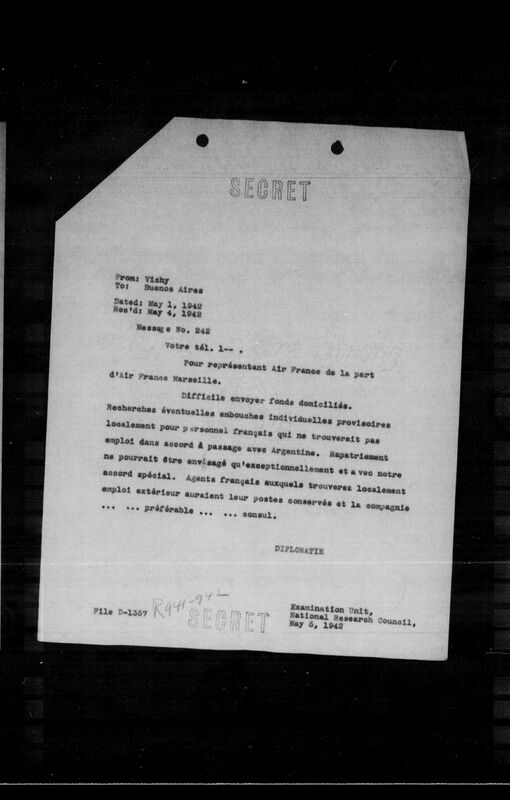 SECRET
From: Vichy
To: Buenos Aires
Dated: May 1, 1942
Rec'd: May 4, 1942
Message No. 242
Votre tél. 1-- .
Pour représentant Air France de la part
d'Air France Marseille.
Difficile envoyer fonds domiciliés.
Recherches éventuelles embouches individuelles provisoires
localement pour personnel français qui ne trouverait pas
emploi dans accord à passage avec Argentine. Rapatriement
ne pourrait être envisagé qu'exceptionnellement et avec notre
accord spécial. Agents français auxquels trouverez localement
emploi extérieur auraient leur postes conservés et la compagnie
... ... préférable ... ... consul.
DIPLOMATIE
File D-1357
R941-942
SECRET
Examination Unit,
National Research Council,
May 5, 1942